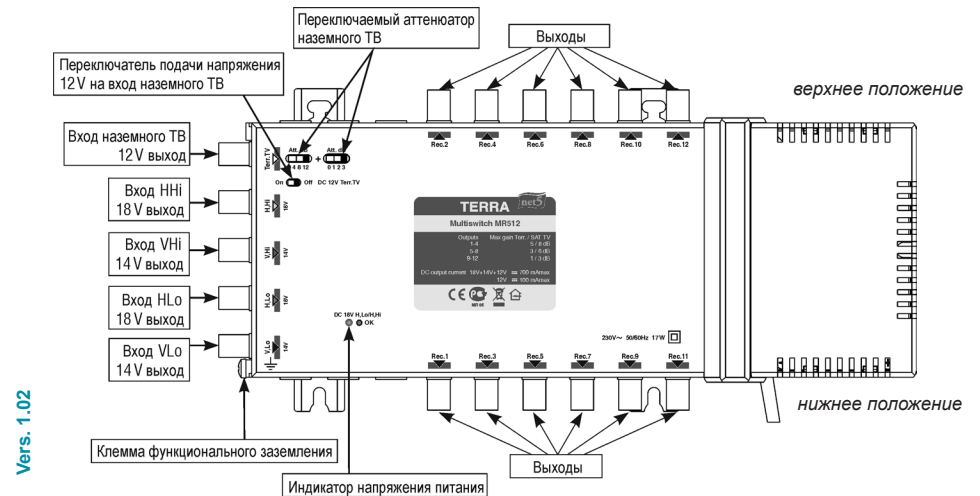 Переключаемый аттенюатор
наземного ТВ
Выходы
Переключатель подачи напряжения
12 V на вход наземного ТВ
верхнее положение
Вход наземного ТВ
12 V выход
Вход HHi
18 V выход
Вход VHi
14 V выход
Вход HLo
18 V выход
Вход VLo
14 V выход
Rec.2
Rec.4
Rec.6
Rec.8
Rec.10
Rec.12
Terr.TV
Att. dB
4 8 12
+
Att. dB
0 1 2 3
On
Off
DC 12V Terr.TV
H,Hi
18V
V,Hi
14V
H,Lo
18V
V,Lo
14V
TERRA
net5
Multiswitch MR512
Outputs Max gain Terr. / SAT TV
1-4 5 / 8 dB
5-8 3 / 6 dB
9-12 1 / 3 dB
DC output current 18V+14V+12V 700 mAmax
12V 100 mAmax
CE
DC 18V H,Lo/H,Hi
OK
230V~ 50/60Hz 17W
Rec.1
Rec.3
Rec.5
Rec.7
Rec.9
Rec.11
нижнее положение
Vers. 1.02
Клемма функционального заземления
Выходы
Индикатор напряжения питания